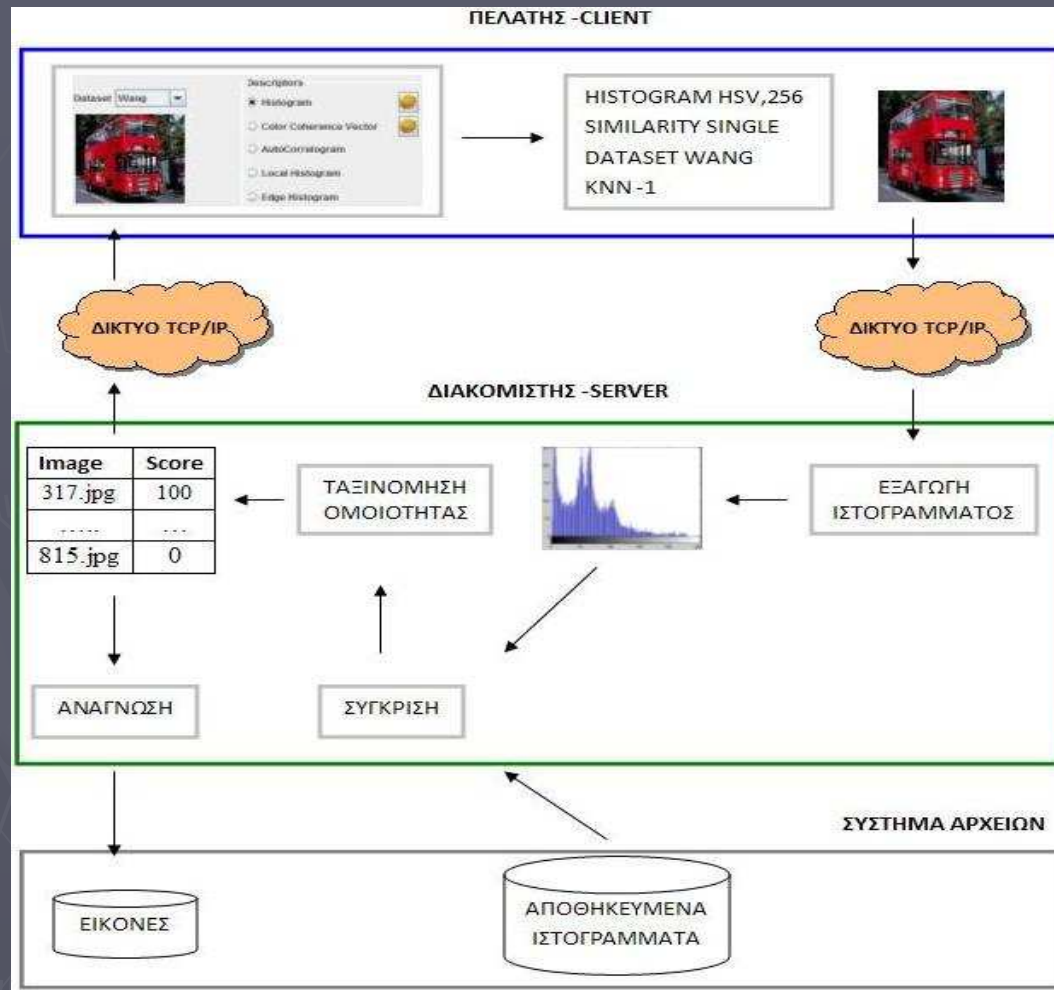 ΠΕΛΑΤΗΣ -CLIENT
Dataset Wang
Descriptors
Histogram
Color Coherence Vector
AutoCorrelogram
Local Histogram
Edge Histogram
HISTOGRAM HSV,256
SIMILARITY SINGLE
DATASET WANG
KNN -1
ΔΙΚΤΥΟ TCP/IP
ΔΙΚΤΥΟ TCP/IP
ΔΙΑΚΟΜΙΣΤΗΣ -SERVER
Image Score
317.jpg 100
..... ...
815.jpg 0
ΤΑΞΙΝΟΜΗΣΗ
ΟΜΟΙΟΤΗΤΑΣ
ΕΞΑΓΩΓΗ
ΙΣΤΟΓΡΑΜΜΑΤΟΣ
ΑΝΑΓΝΩΣΗ
ΣΥΓΚΡΙΣΗ
ΣΥΣΤΗΜΑ ΑΡΧΕΙΩΝ
ΕΙΚΟΝΕΣ
ΑΠΟΘΗΚΕΥΜΕΝΑ
ΙΣΤΟΓΡΑΜΜΑΤΑ